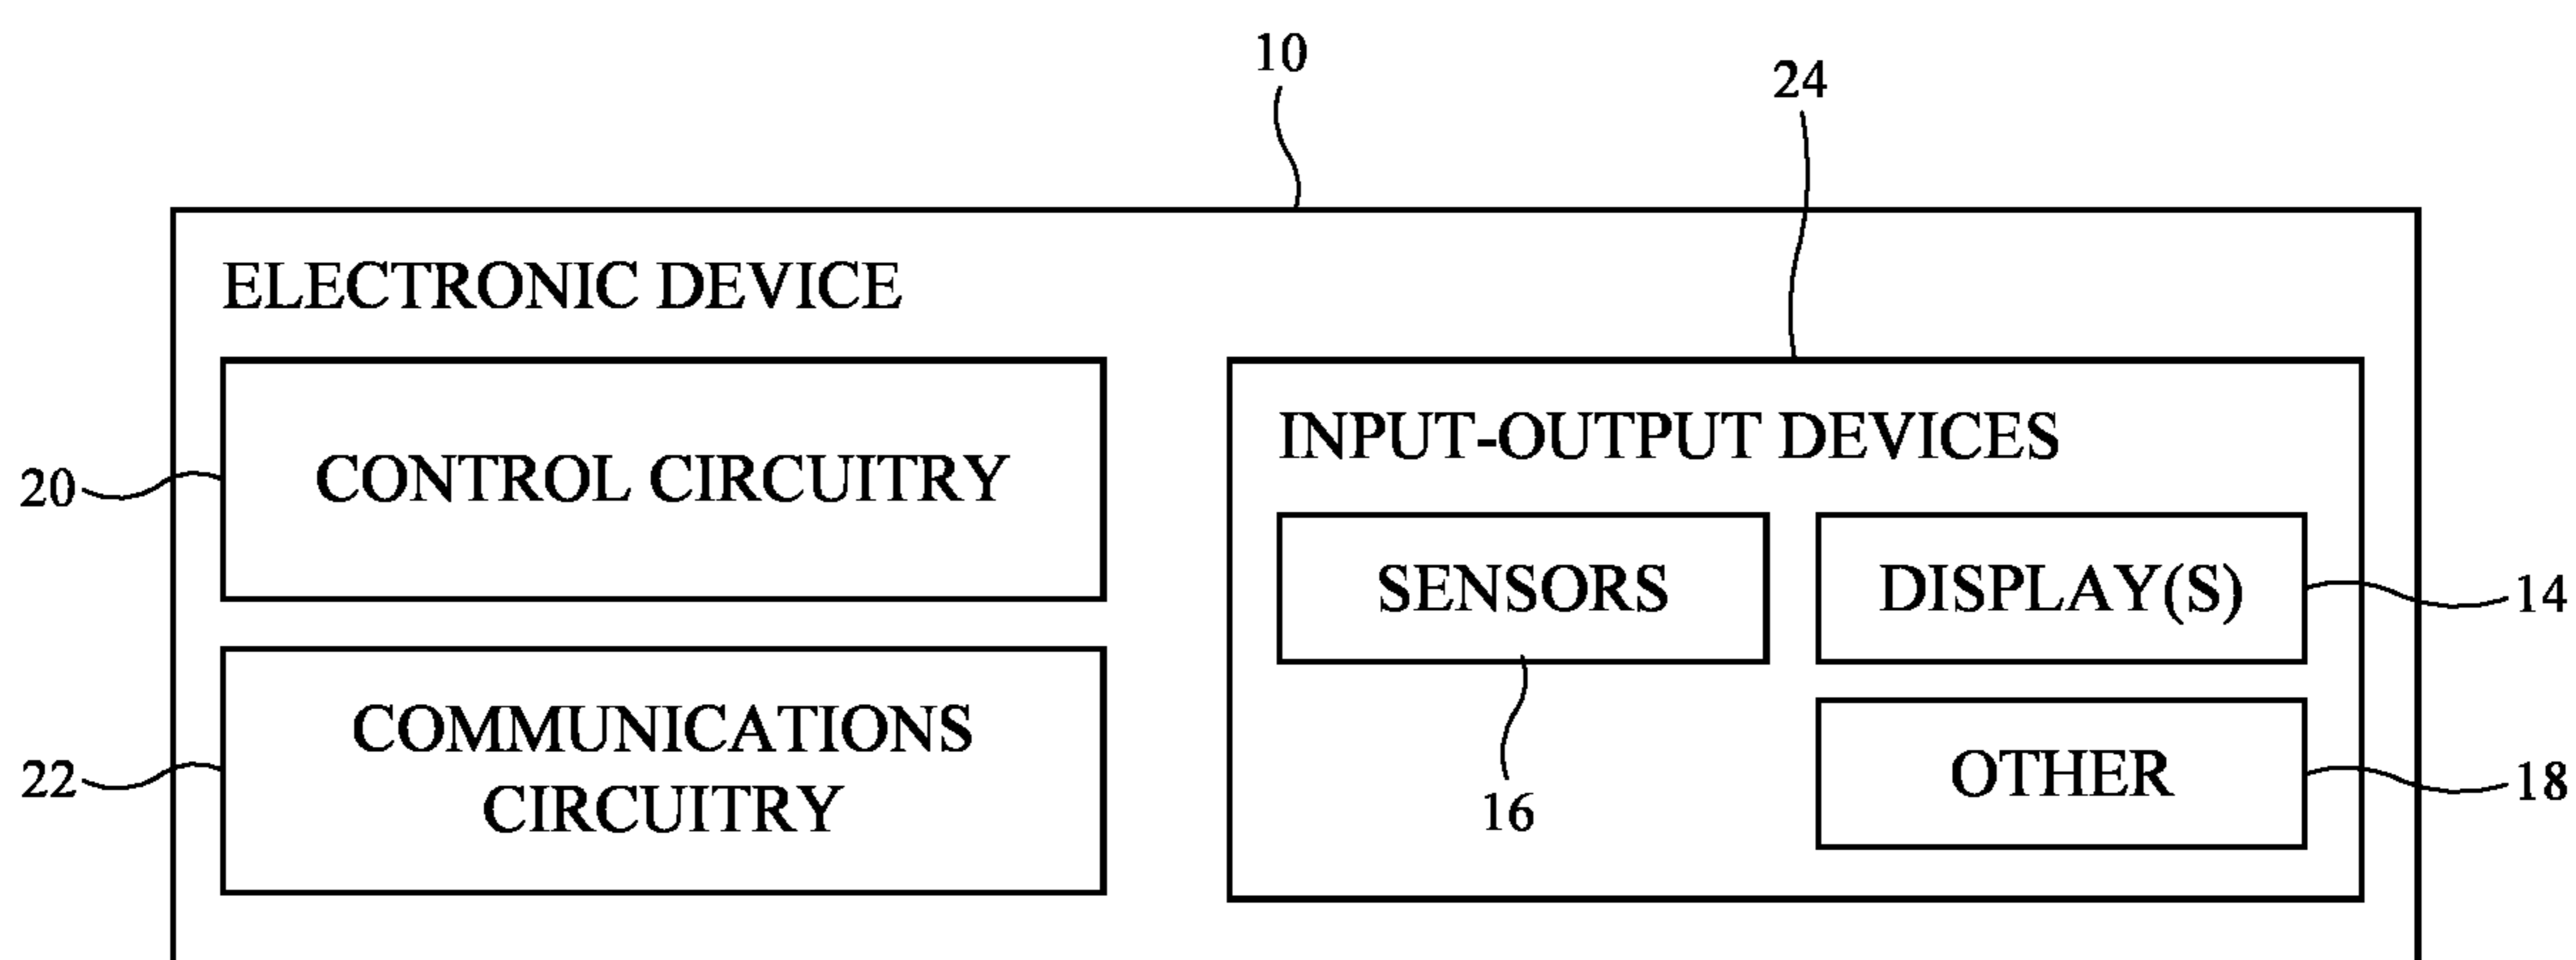 10
24
ELECTRONIC DEVICE
20
CONTROL CIRCUITRY
22
COMMUNICATIONS
CIRCUITRY
INPUT-OUTPUT DEVICES
SENSORS
16
DISPLAY(S)
14
OTHER
18